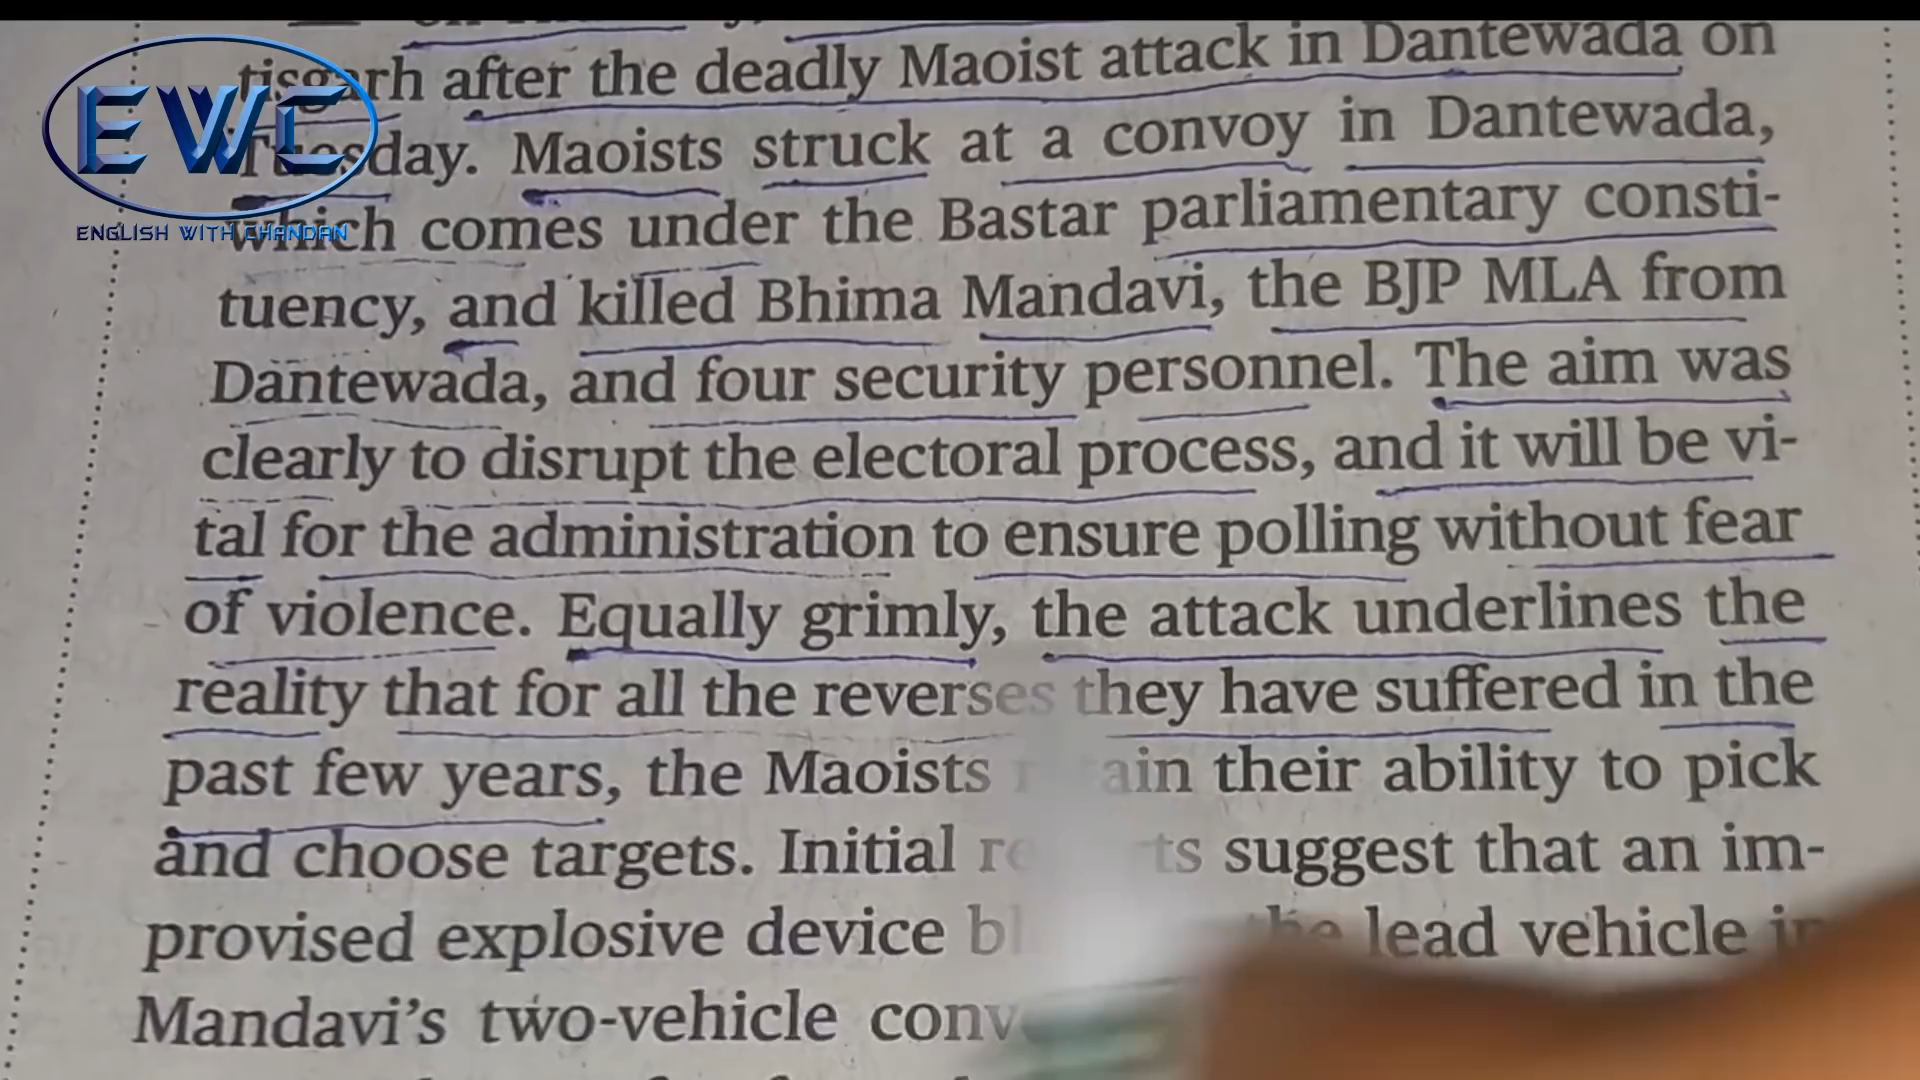 tisgarh after the deadly Maoist attack in Dantewada on
Tuesday. Maoists struck at a convoy in Dantewada,
which comes under the Bastar parliamentary consti-
tuency, and killed Bhima Mandavi, the BJP MLA from
Dantewada, and four security personnel. The aim was
clearly to disrupt the electoral process, and it will be vi-
tal for the administration to ensure polling without fear
of violence. Equally grimly, the attack underlines the
reality that for all the reverses they have suffered in the
past few years, the Maoists retain their ability to pick
and choose targets. Initial suggest that an im-
provised explosive device the lead vehicle in
Mandavi's two-vehicle
EWC
ENGLISH WITH CHANDAN